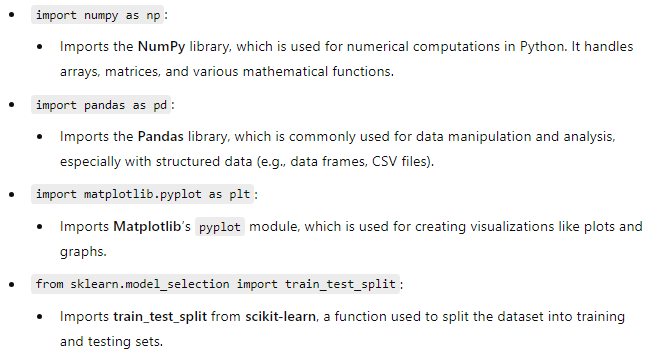 import numpy as np:
Imports the NumPy library, which is used for numerical computations in Python. It handles
arrays, matrices, and various mathematical functions.
import pandas as pd:
Imports the Pandas library, which is commonly used for data manipulation and analysis,
especially with structured data (e.g., data frames, CSV files).
import matplotlib.pyplot as plt:
Imports Matplotlib's pyplot module, which is used for creating visualizations like plots and
graphs.
from sklearn.model_selection import train_test_split:
Imports train_test_split from scikit-learn, a function used to split the dataset into training
and testing sets.